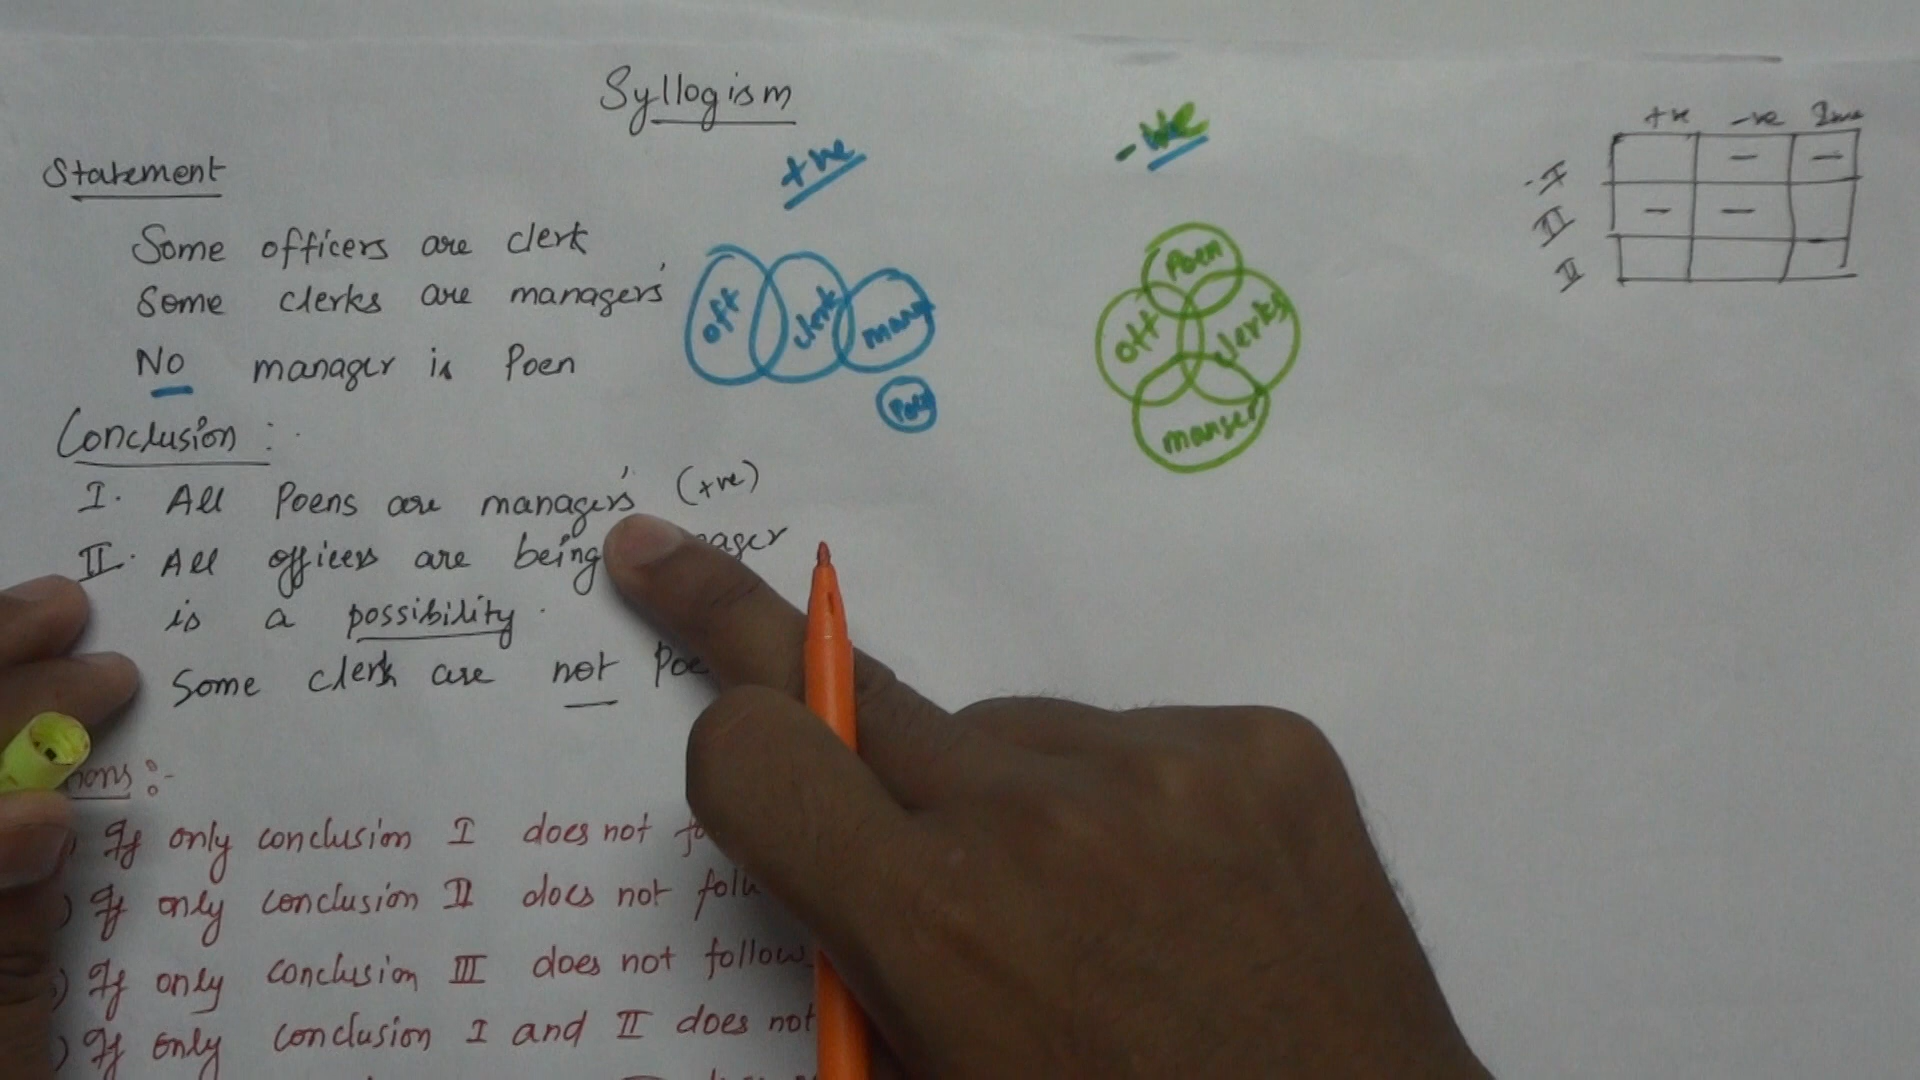 Syllogism
Statement
Some officers are clerk
Some clerks are managers
No manager is Poen
Conclusion :
I. All Poens are managers (+ve)
II. All officers are being
is a possibility.
Some clerk are not
If only conclusion I does not
If only conclusion II does not
If only conclusion III does not follow
If only conclusion I and II does not
+ve
off clerk
-ve
Poen
off clerks
+ve -ve
I - -
II - -
II